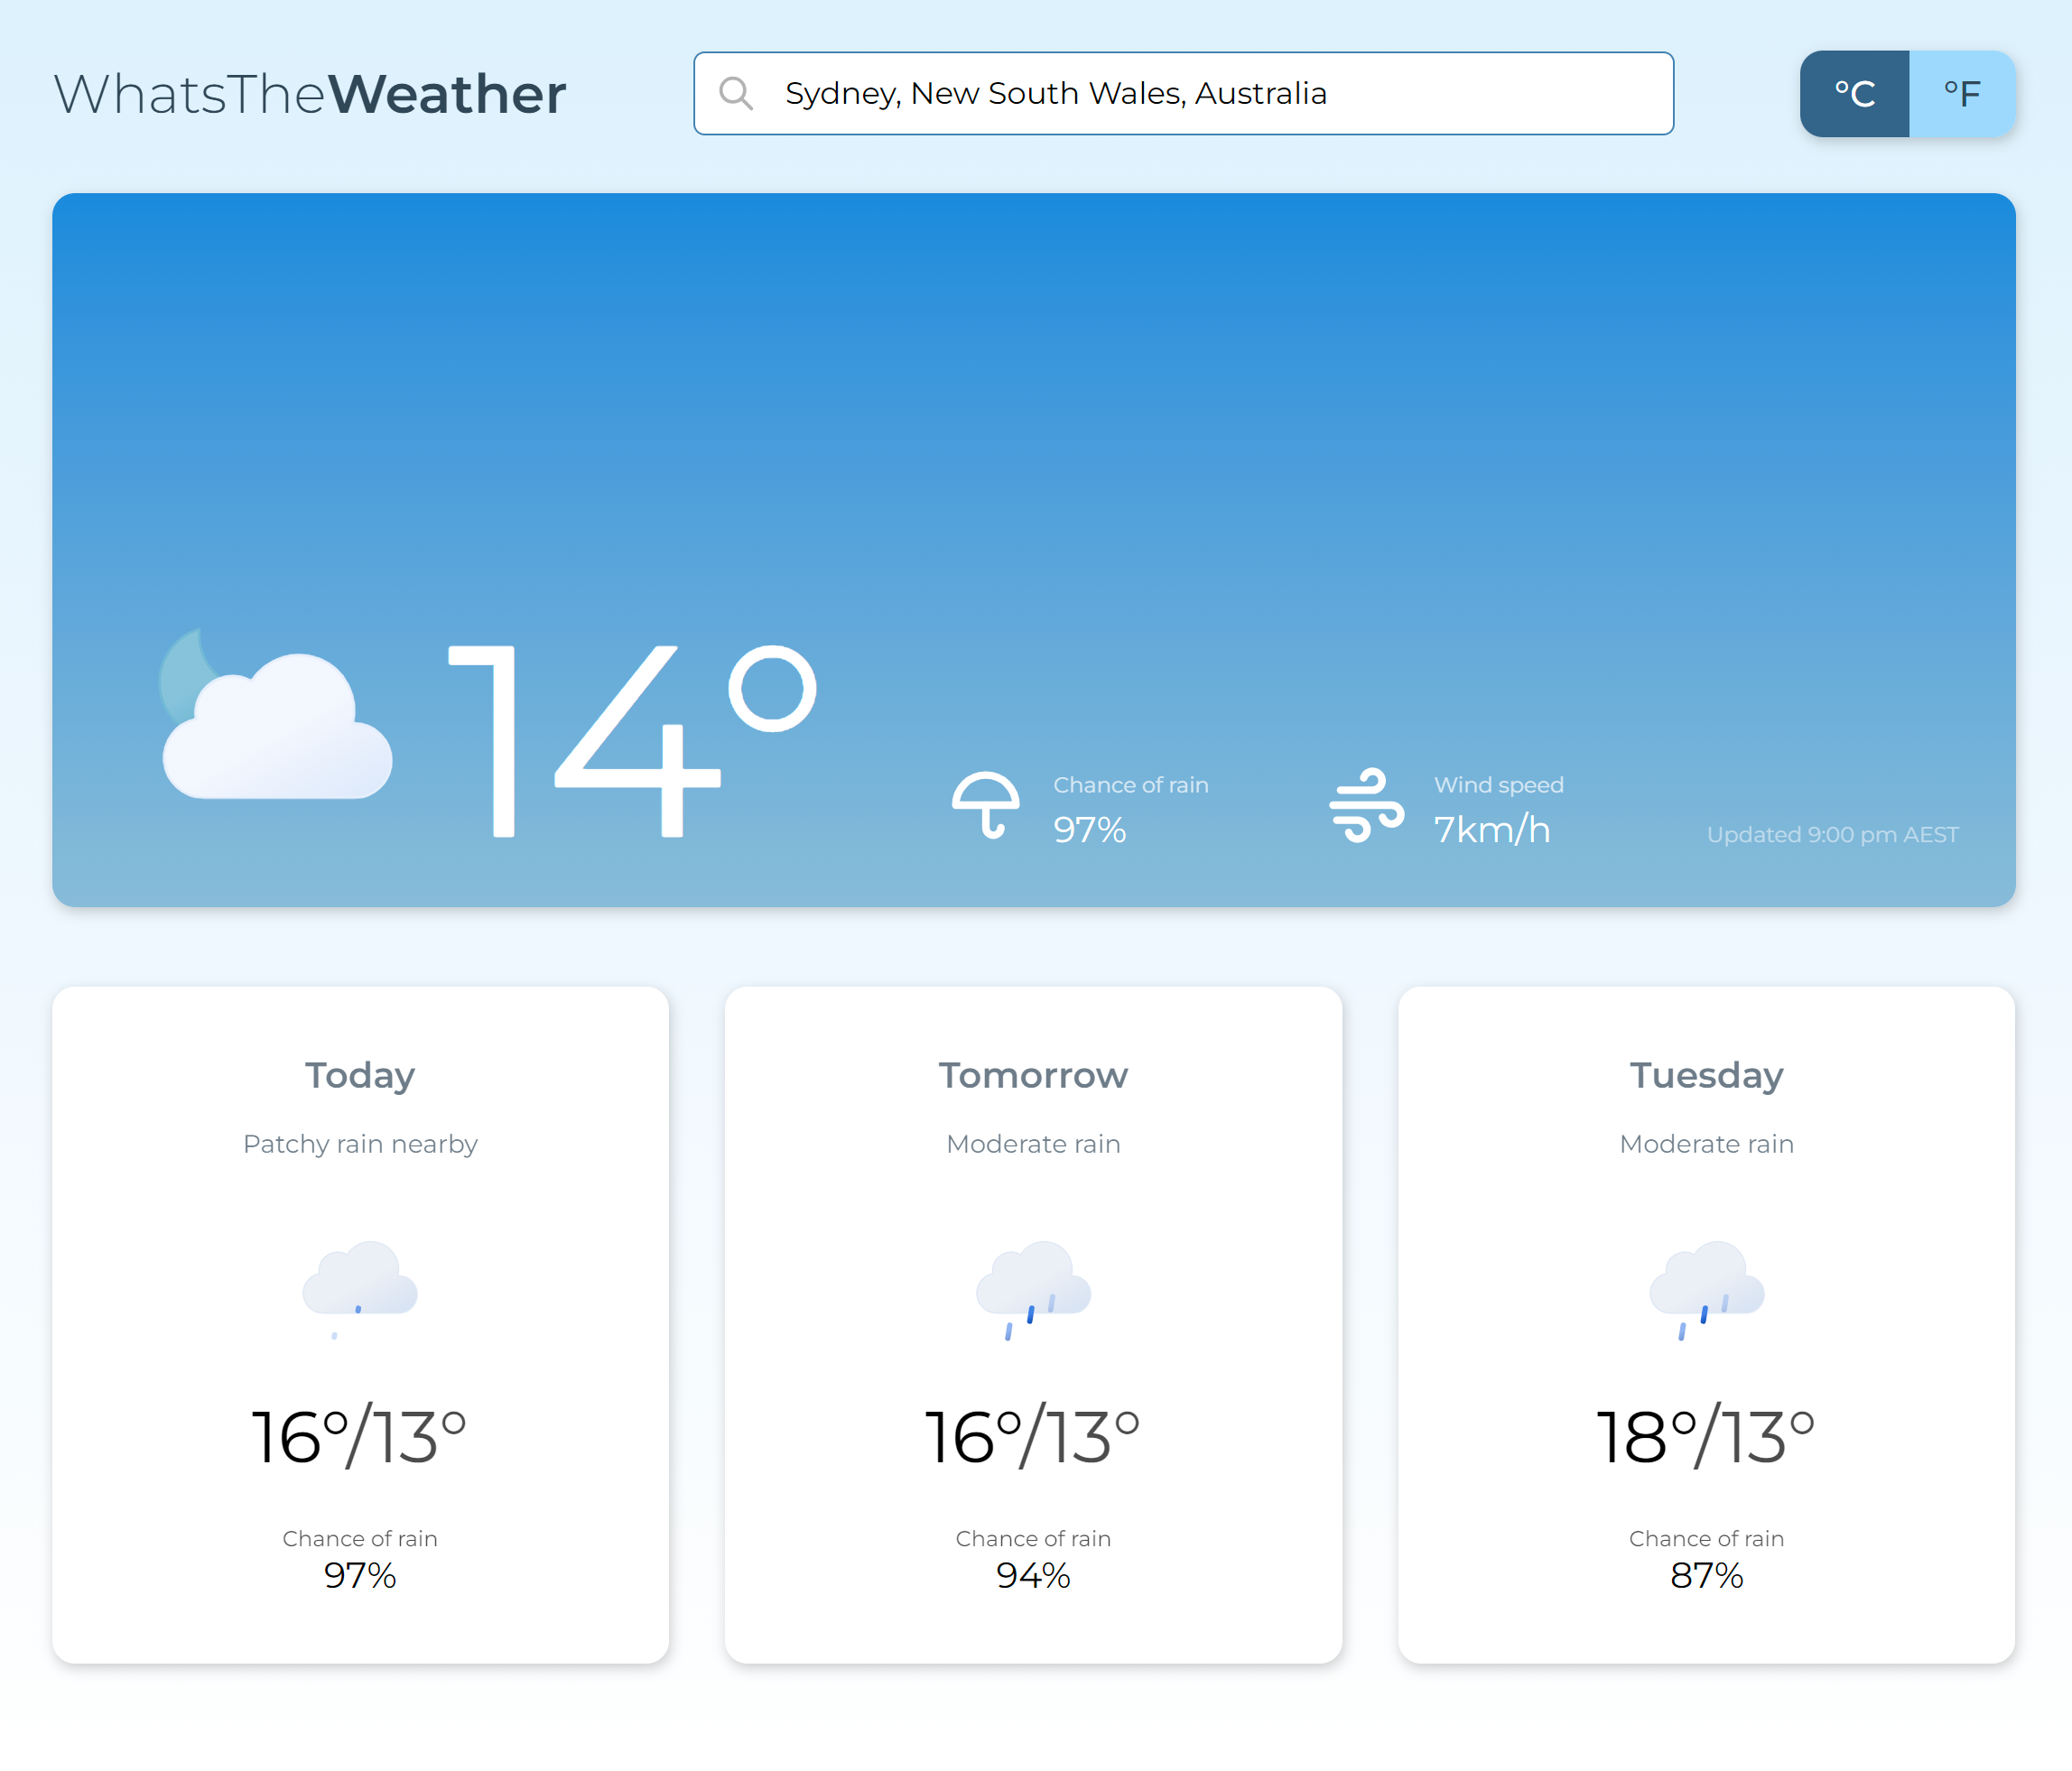 WhatsTheWeather
Sydney, New South Wales, Australia
°C
°F
14°
Chance of rain
97%
Wind speed
7km/h
Updated 9:00 pm AEST
Today
Patchy rain nearby
16°/13°
Chance of rain
97%
Tomorrow
Moderate rain
16°/13°
Chance of rain
94%
Tuesday
Moderate rain
18°/13°
Chance of rain
87%